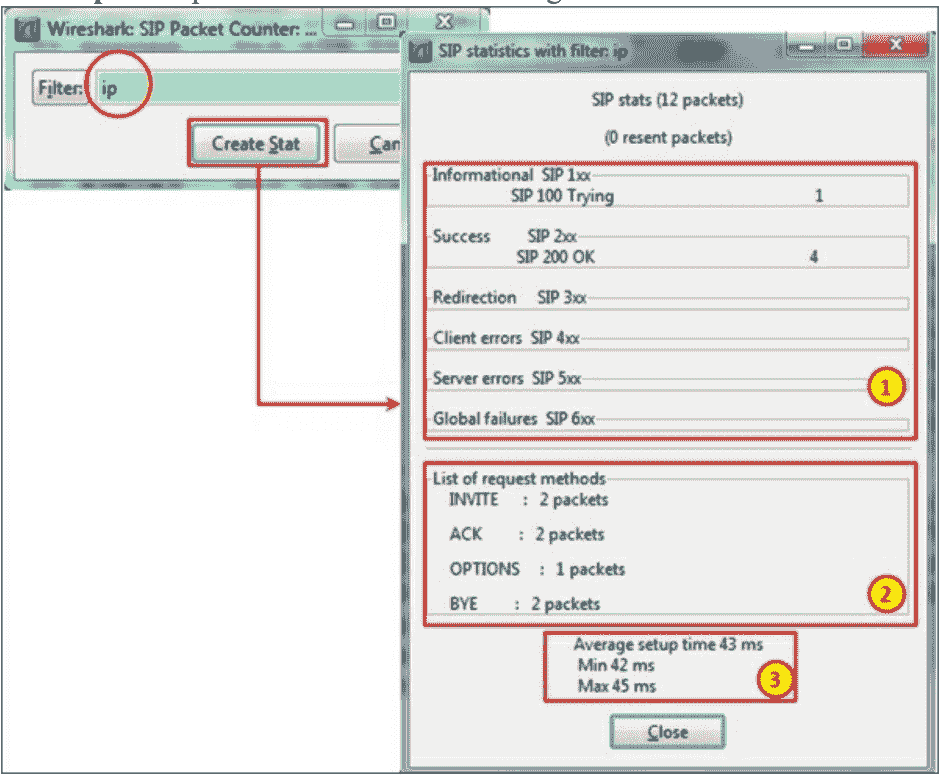 Wireshark: SIP Packet Counter: ...
Filter: ip
Create Stat
Can
SIP statistics with filter: ip
SIP stats (12 packets)
(0 resent packets)
Informational SIP 1xx
SIP 100 Trying 1
Success SIP 2xx
SIP 200 OK 4
Redirection SIP 3xx
Client errors SIP 4xx
Server errors SIP 5xx
1
Global failures SIP 6xx
List of request methods
INVITE : 2 packets
ACK : 2 packets
OPTIONS : 1 packets
BYE : 2 packets
2
Average setup time 43 ms
Min 42 ms
Max 45 ms
3
Close